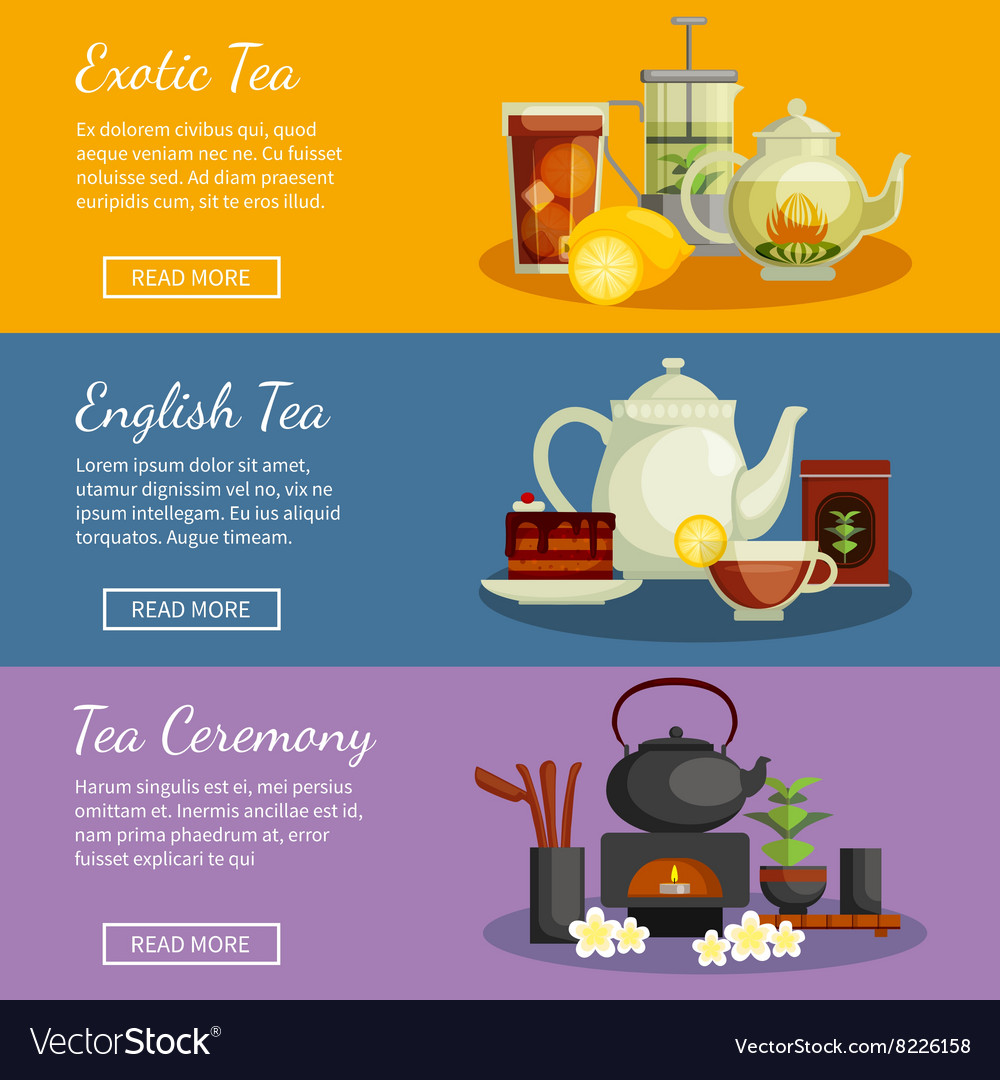 Exotic Tea
Ex dolorem civibus qui, quod
aeque veniam nec ne. Cu fuisset
noluisse sed. Ad diam praesent
euripidis cum, sit te eros illud.
READ MORE
English Tea
Lorem ipsum dolor sit amet,
utamur dignissim vel no, vix ne
ipsum intellegam. Eu ius aliquid
torquatos. Augue timeam.
READ MORE
Tea Ceremony
Harum singulis est ei, mei persius
omittam et. Inermis ancillae est id,
nam prima phaedrum at, error
fuisset explicari te qui
READ MORE
VectorStock®
VectorStock.com/8226158